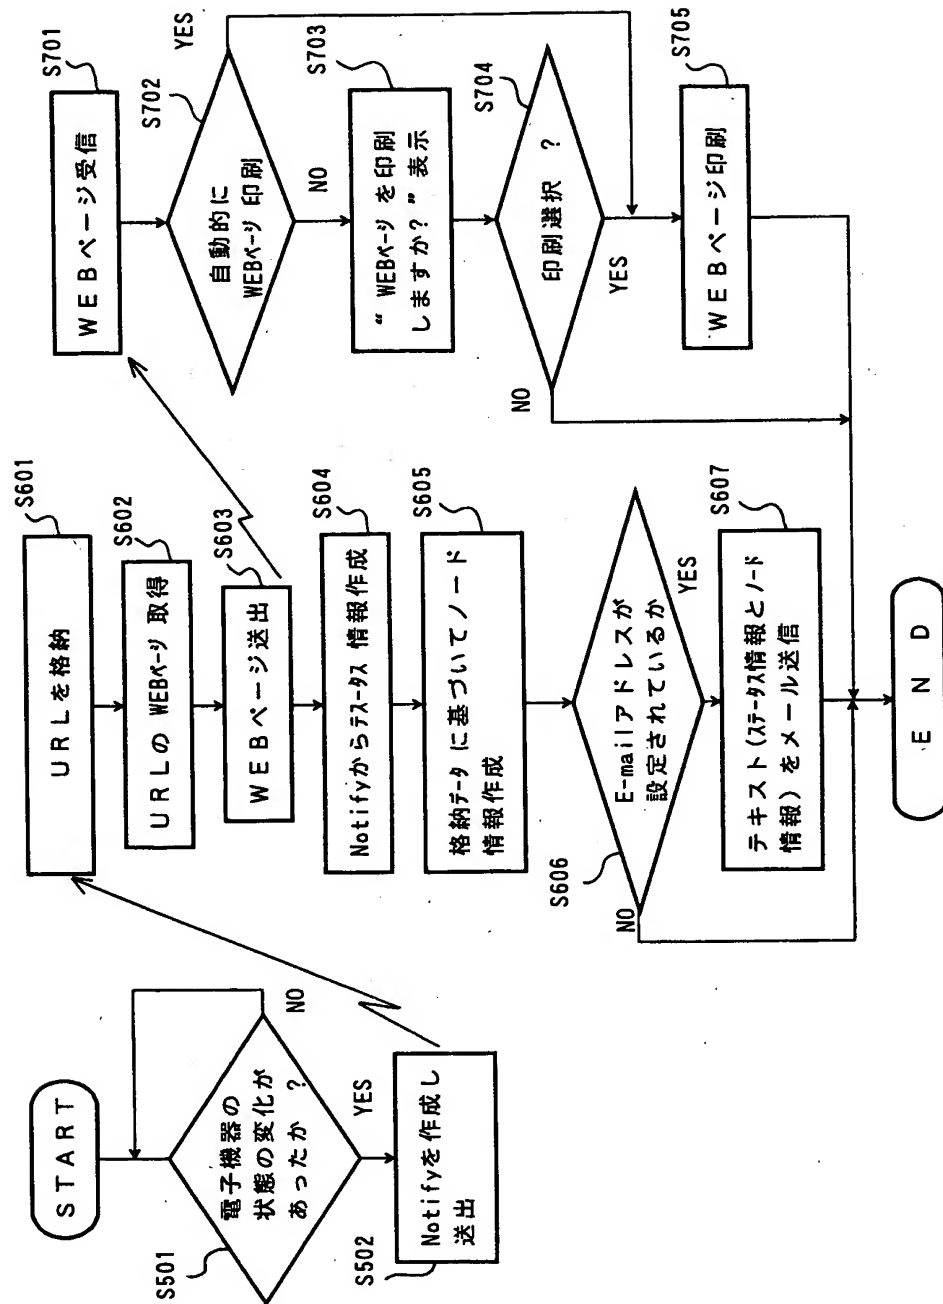 START
電子機器の
状態の変化が
あったか ?
S501
NO
YES
Notifyを作成し
送出
S502
URLを格納
S601
URLの WEBページ 取得
S602
WEBページ送出
S603
Notifyからテスータス 情報作成
S604
格納データ に基づいてノード
情報作成
S605
E-mailアドレスが
設定されているか
S606
NO
YES
テキスト(ステータス情報とノード
情報)をメール送信
S607
WEBページ受信
S701
自動的に
WEBページ 印刷
S702
YES
NO
“ WEBページ を印刷
しますか? ” 表示
S703
印刷選択 ?
S704
NO
YES
WEBページ印刷
S705
END